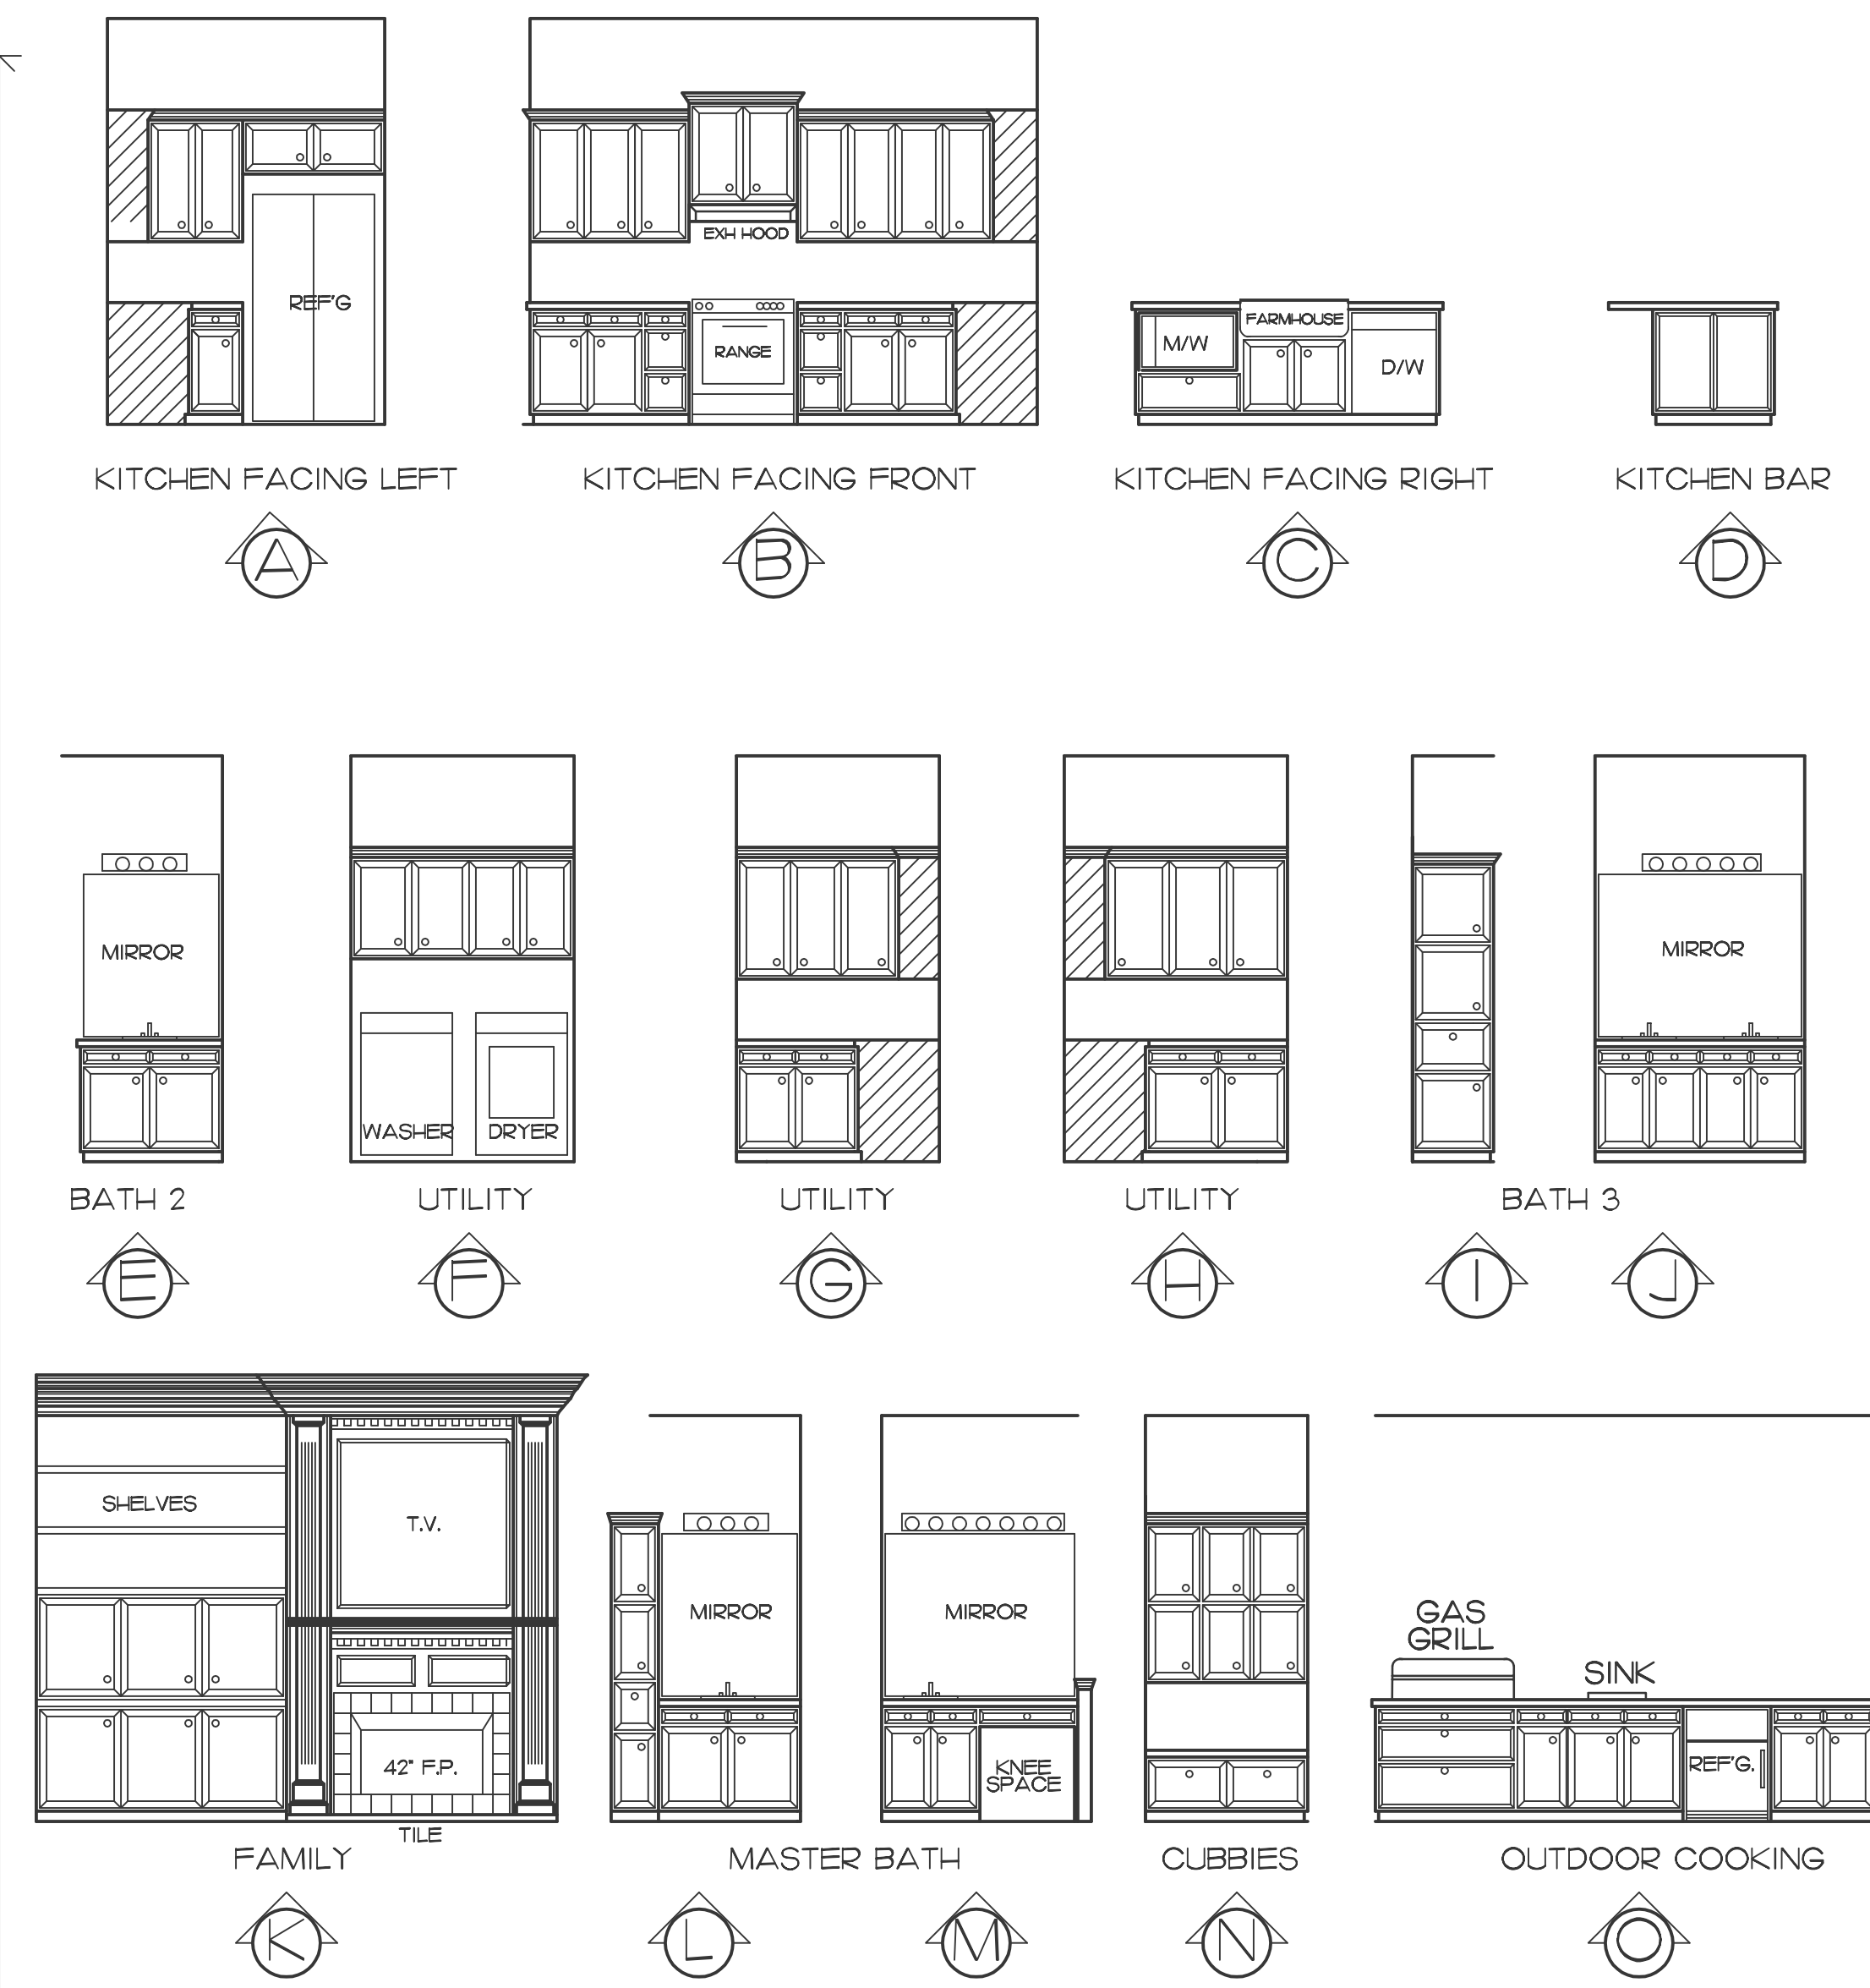 REF'G
EXH HOOD
RANGE
FARMHOUSE
M/W
D/W
KITCHEN FACING LEFT
KITCHEN FACING FRONT
KITCHEN FACING RIGHT
KITCHEN BAR
A
B
C
D
MIRROR
WASHER
DRYER
MIRROR
BATH 2
UTILITY
UTILITY
UTILITY
BATH 3
E
F
G
H
I
J
SHELVES
T.V.
42" F.P.
TILE
MIRROR
MIRROR
KNEE
SPACE
GAS
GRILL
SINK
REF'G.
FAMILY
MASTER BATH
CUBBIES
OUTDOOR COOKING
K
L
M
N
O